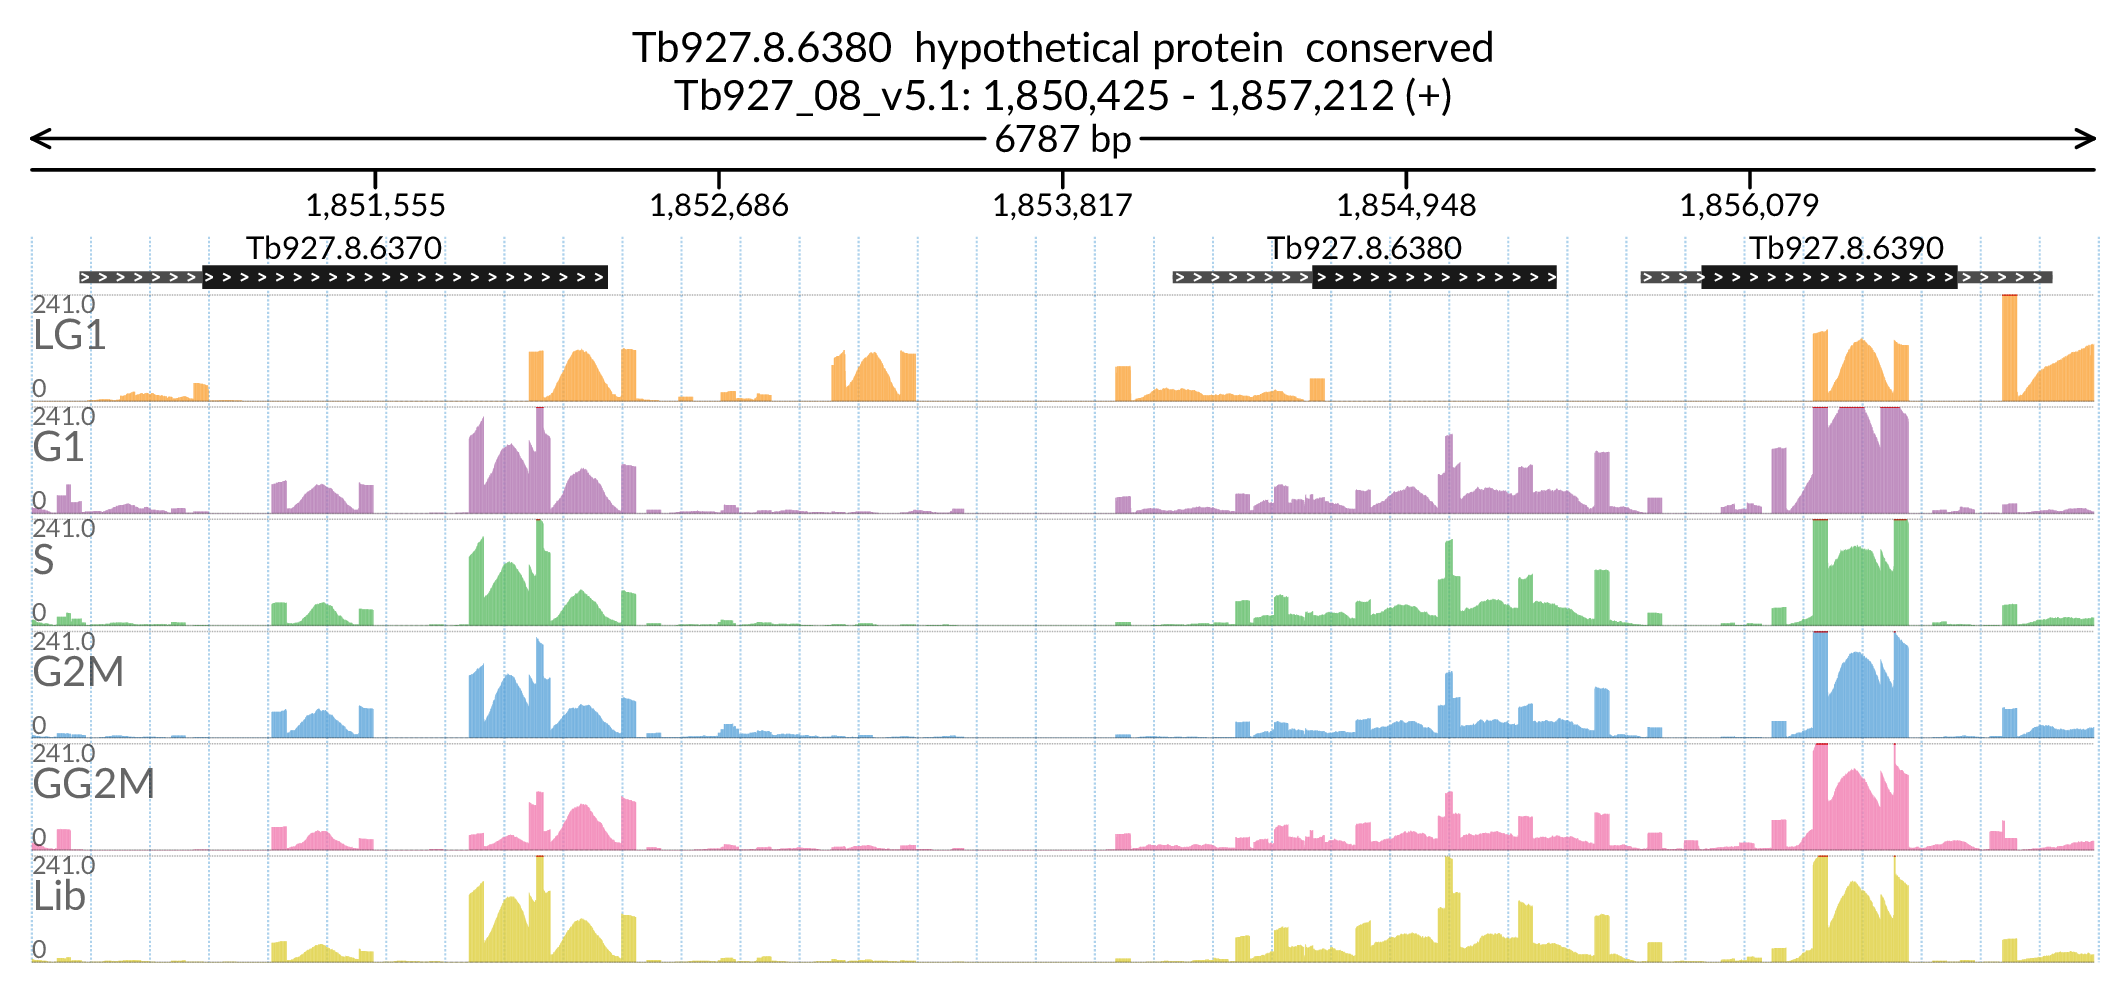 Tb927.8.6380 hypothetical protein conserved
Tb927_08_v5.1: 1,850,425 - 1,857,212 (+)
6787 bp
1,851,555 1,852,686 1,853,817 1,854,948 1,856,079
Tb927.8.6370 Tb927.8.6380 Tb927.8.6390
241.0
LG1
0
241.0
G1
0
241.0
S
0
241.0
G2M
0
241.0
GG2M
0
241.0
Lib
0